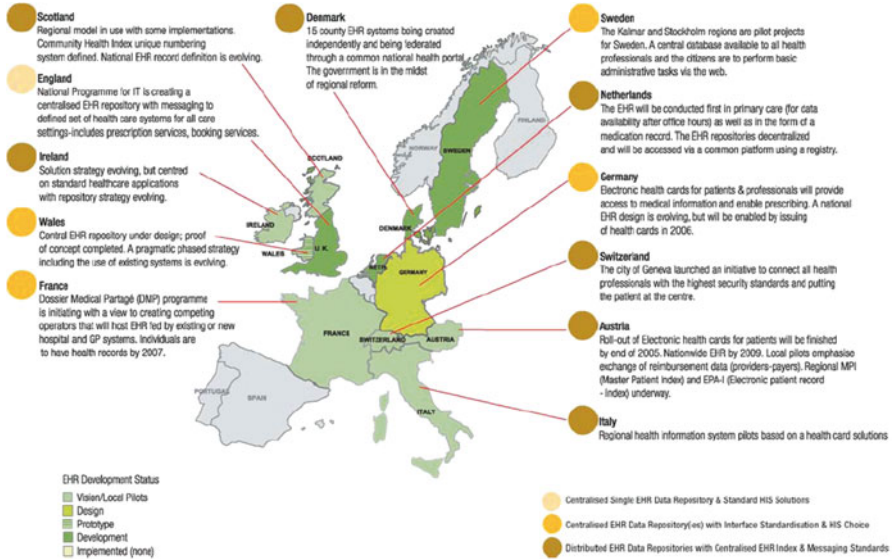 Scotland
Regional model in use with some implementations.
Community Health Index unique numbering
system defined. National EHR record definition is evolving.
England
National Programme for IT is creating a
centralised EHR repository with messaging to
defined set of health care systems for all care
settings-includes prescription services, booking services.
Ireland
Solution strategy evolving, but centred
on standard healthcare applications
with repository strategy evolving.
Wales
Central EHR repository under design; proof
of concept completed. A pragmatic phased strategy
including the use of existing systems is evolving.
France
Dossier Medical Partagé (DMP) programme
is initiating with a view to creating competing
operators that will host EHR fed by existing or new
hospital and GP systems. Individuals are
to have health records by 2007.
Denmark
15 county EHR systems being created
independently and being federated
through a common national health portal.
The government is in the midst
of regional reform.
Sweden
The Kalmar and Stockholm regions are pilot projects
for Sweden. A central database available to all health
professionals and the citizens are to perform basic
administrative tasks via the web.
Netherlands
The EHR will be conducted first in primary care (for data
availability after office hours) as well as in the form of a
medication record. The EHR repositories decentralized
and will be accessed via a common platform using a registry.
Germany
Electronic health cards for patients & professionals will provide
access to medical information and enable prescribing. A national
EHR design is evolving, but will be enabled by issuing
of health cards in 2006.
Switzerland
The city of Geneva launched an initiative to connect all health
professionals with the highest security standards and putting
the patient at the centre.
Austria
Roll-out of Electronic health cards for patients will be finished
by end of 2005. Nationwide EHR by 2009. Local pilots emphasise
exchange of reimbursement data (providers-payers). Regional MPI
(Master Patient Index) and EPA-I (Electronic patient record
- index) underway.
Italy
Regional health information system pilots based on a health card solutions
NORWAY
FINLAND
SWEDEN
SCOTLAND
IRELAND
WALES
U.K.
DENMARK
NETH.
GERMANY
FRANCE
SWITZERLAND
AUSTRIA
PORTUGAL
SPAIN
ITALY
EHR Development Status
Vision/Local Pilots
Design
Prototype
Development
Implemented (none)
Centralised Single EHR Data Repository & Standard HIS Solutions
Centralised EHR Data Repository(es) with Interface Standardisation & HIS Choice
Distributed EHR Data Repositories with Centralised EHR Index & Messaging Standards